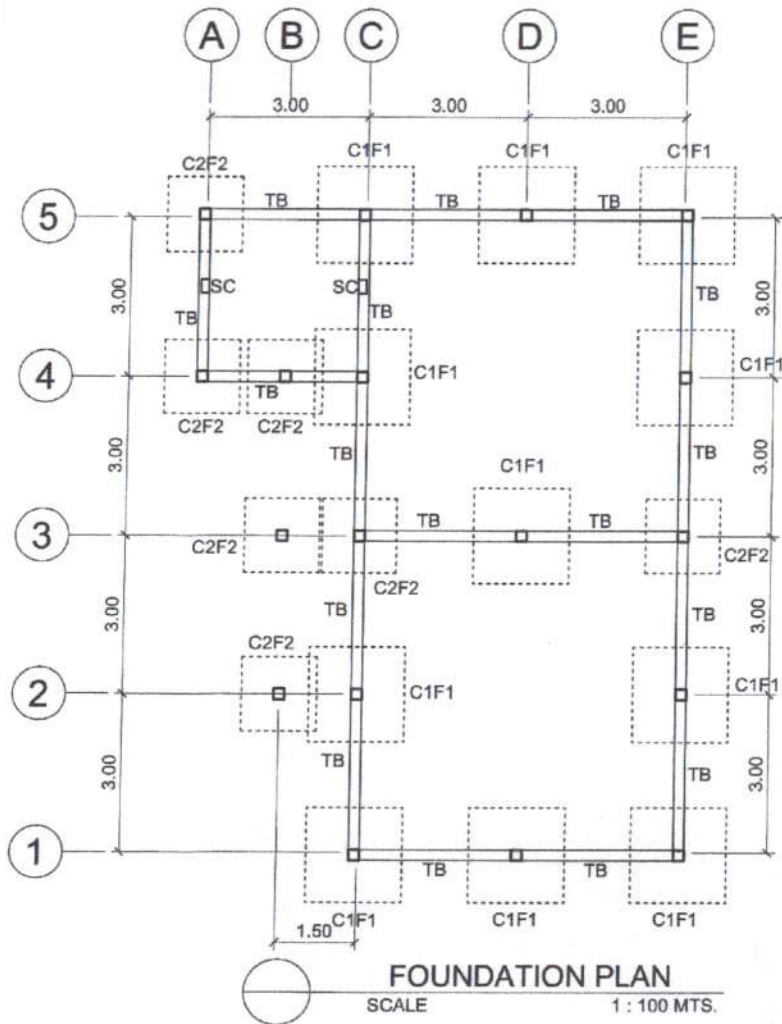 A B C D E
3.00 3.00 3.00
C2F2 C1F1 C1F1 C1F1
5 TB TB TB
3.00 SC SC TB TB TB 3.00
4 TB C1F1 C1F1
C2F2 C2F2
3.00 TB C1F1 TB 3.00
3 TB TB
C2F2 C2F2 C2F2
3.00 TB TB 3.00
C2F2
2 C1F1 C1F1
3.00 TB TB 3.00
1 TB TB
C1F1 C1F1 C1F1
1.50
FOUNDATION PLAN
SCALE 1 : 100 MTS.